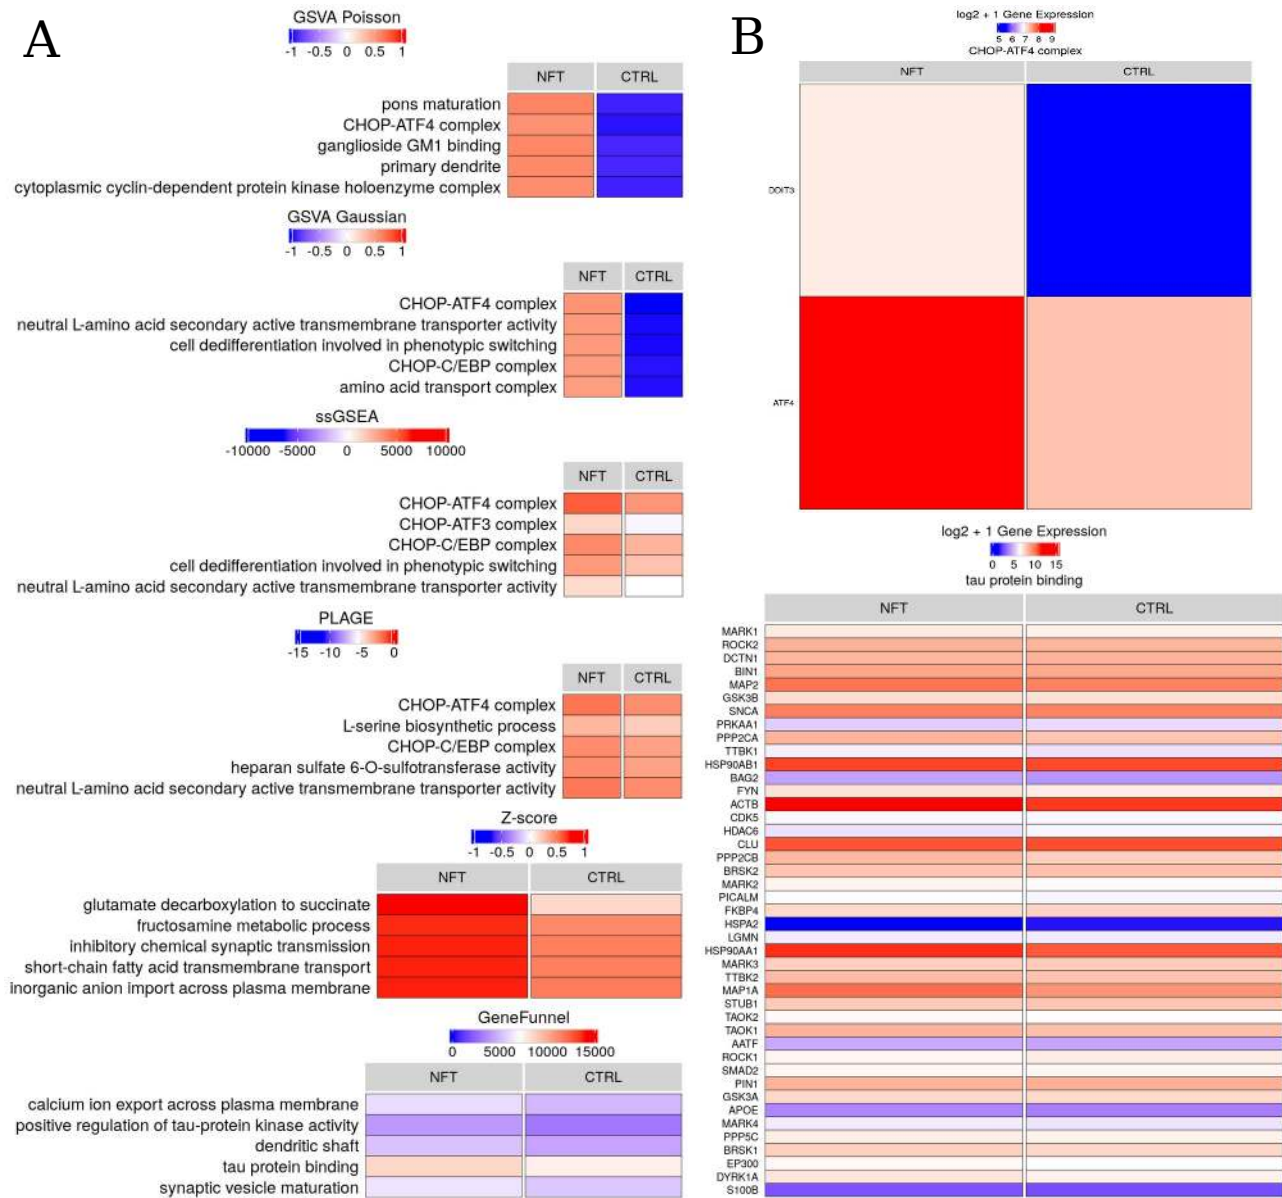 A
GSVA Poisson
-1 -0.5 0 0.5 1
NFT CTRL
pons maturation
CHOP-ATF4 complex
ganglioside GM1 binding
primary dendrite
cytoplasmic cyclin-dependent protein kinase holoenzyme complex
GSVA Gaussian
-1 -0.5 0 0.5 1
NFT CTRL
CHOP-ATF4 complex
neutral L-amino acid secondary active transmembrane transporter activity
cell dedifferentiation involved in phenotypic switching
CHOP-C/EBP complex
amino acid transport complex
ssGSEA
-10000 -5000 0 5000 10000
NFT CTRL
CHOP-ATF4 complex
CHOP-ATF3 complex
CHOP-C/EBP complex
cell dedifferentiation involved in phenotypic switching
neutral L-amino acid secondary active transmembrane transporter activity
PLAGE
-15 -10 -5 0
NFT CTRL
CHOP-ATF4 complex
L-serine biosynthetic process
CHOP-C/EBP complex
heparan sulfate 6-O-sulfotransferase activity
neutral L-amino acid secondary active transmembrane transporter activity
Z-score
-1 -0.5 0 0.5 1
NFT CTRL
glutamate decarboxylation to succinate
fructosamine metabolic process
inhibitory chemical synaptic transmission
short-chain fatty acid transmembrane transport
inorganic anion import across plasma membrane
GeneFunnel
0 5000 10000 15000
NFT CTRL
calcium ion export across plasma membrane
positive regulation of tau-protein kinase activity
dendritic shaft
tau protein binding
synaptic vesicle maturation
B
log2 + 1 Gene Expression
5 6 7 8 9
CHOP-ATF4 complex
NFT CTRL
DDIT3
ATF4
log2 + 1 Gene Expression
0 5 10 15
tau protein binding
NFT CTRL
MARK1
ROCK2
DCTN1
BIN1
MAP2
GSK3B
SNCA
PRKAA1
PPP2CA
TTBK1
HSP90AB1
BAG2
FYN
ACTB
CDK5
HDAC6
CLU
PPP2CB
BRSK2
MARK2
PICALM
FKBP4
HSPA2
LGMN
HSP90AA1
MARK3
TTBK2
MAP1A
STUB1
TAOK2
TAOK1
AATF
ROCK1
SMAD2
PIN1
GSK3A
APOE
MARK4
PPP5C
BRSK1
EP300
DYRK1A
S100B